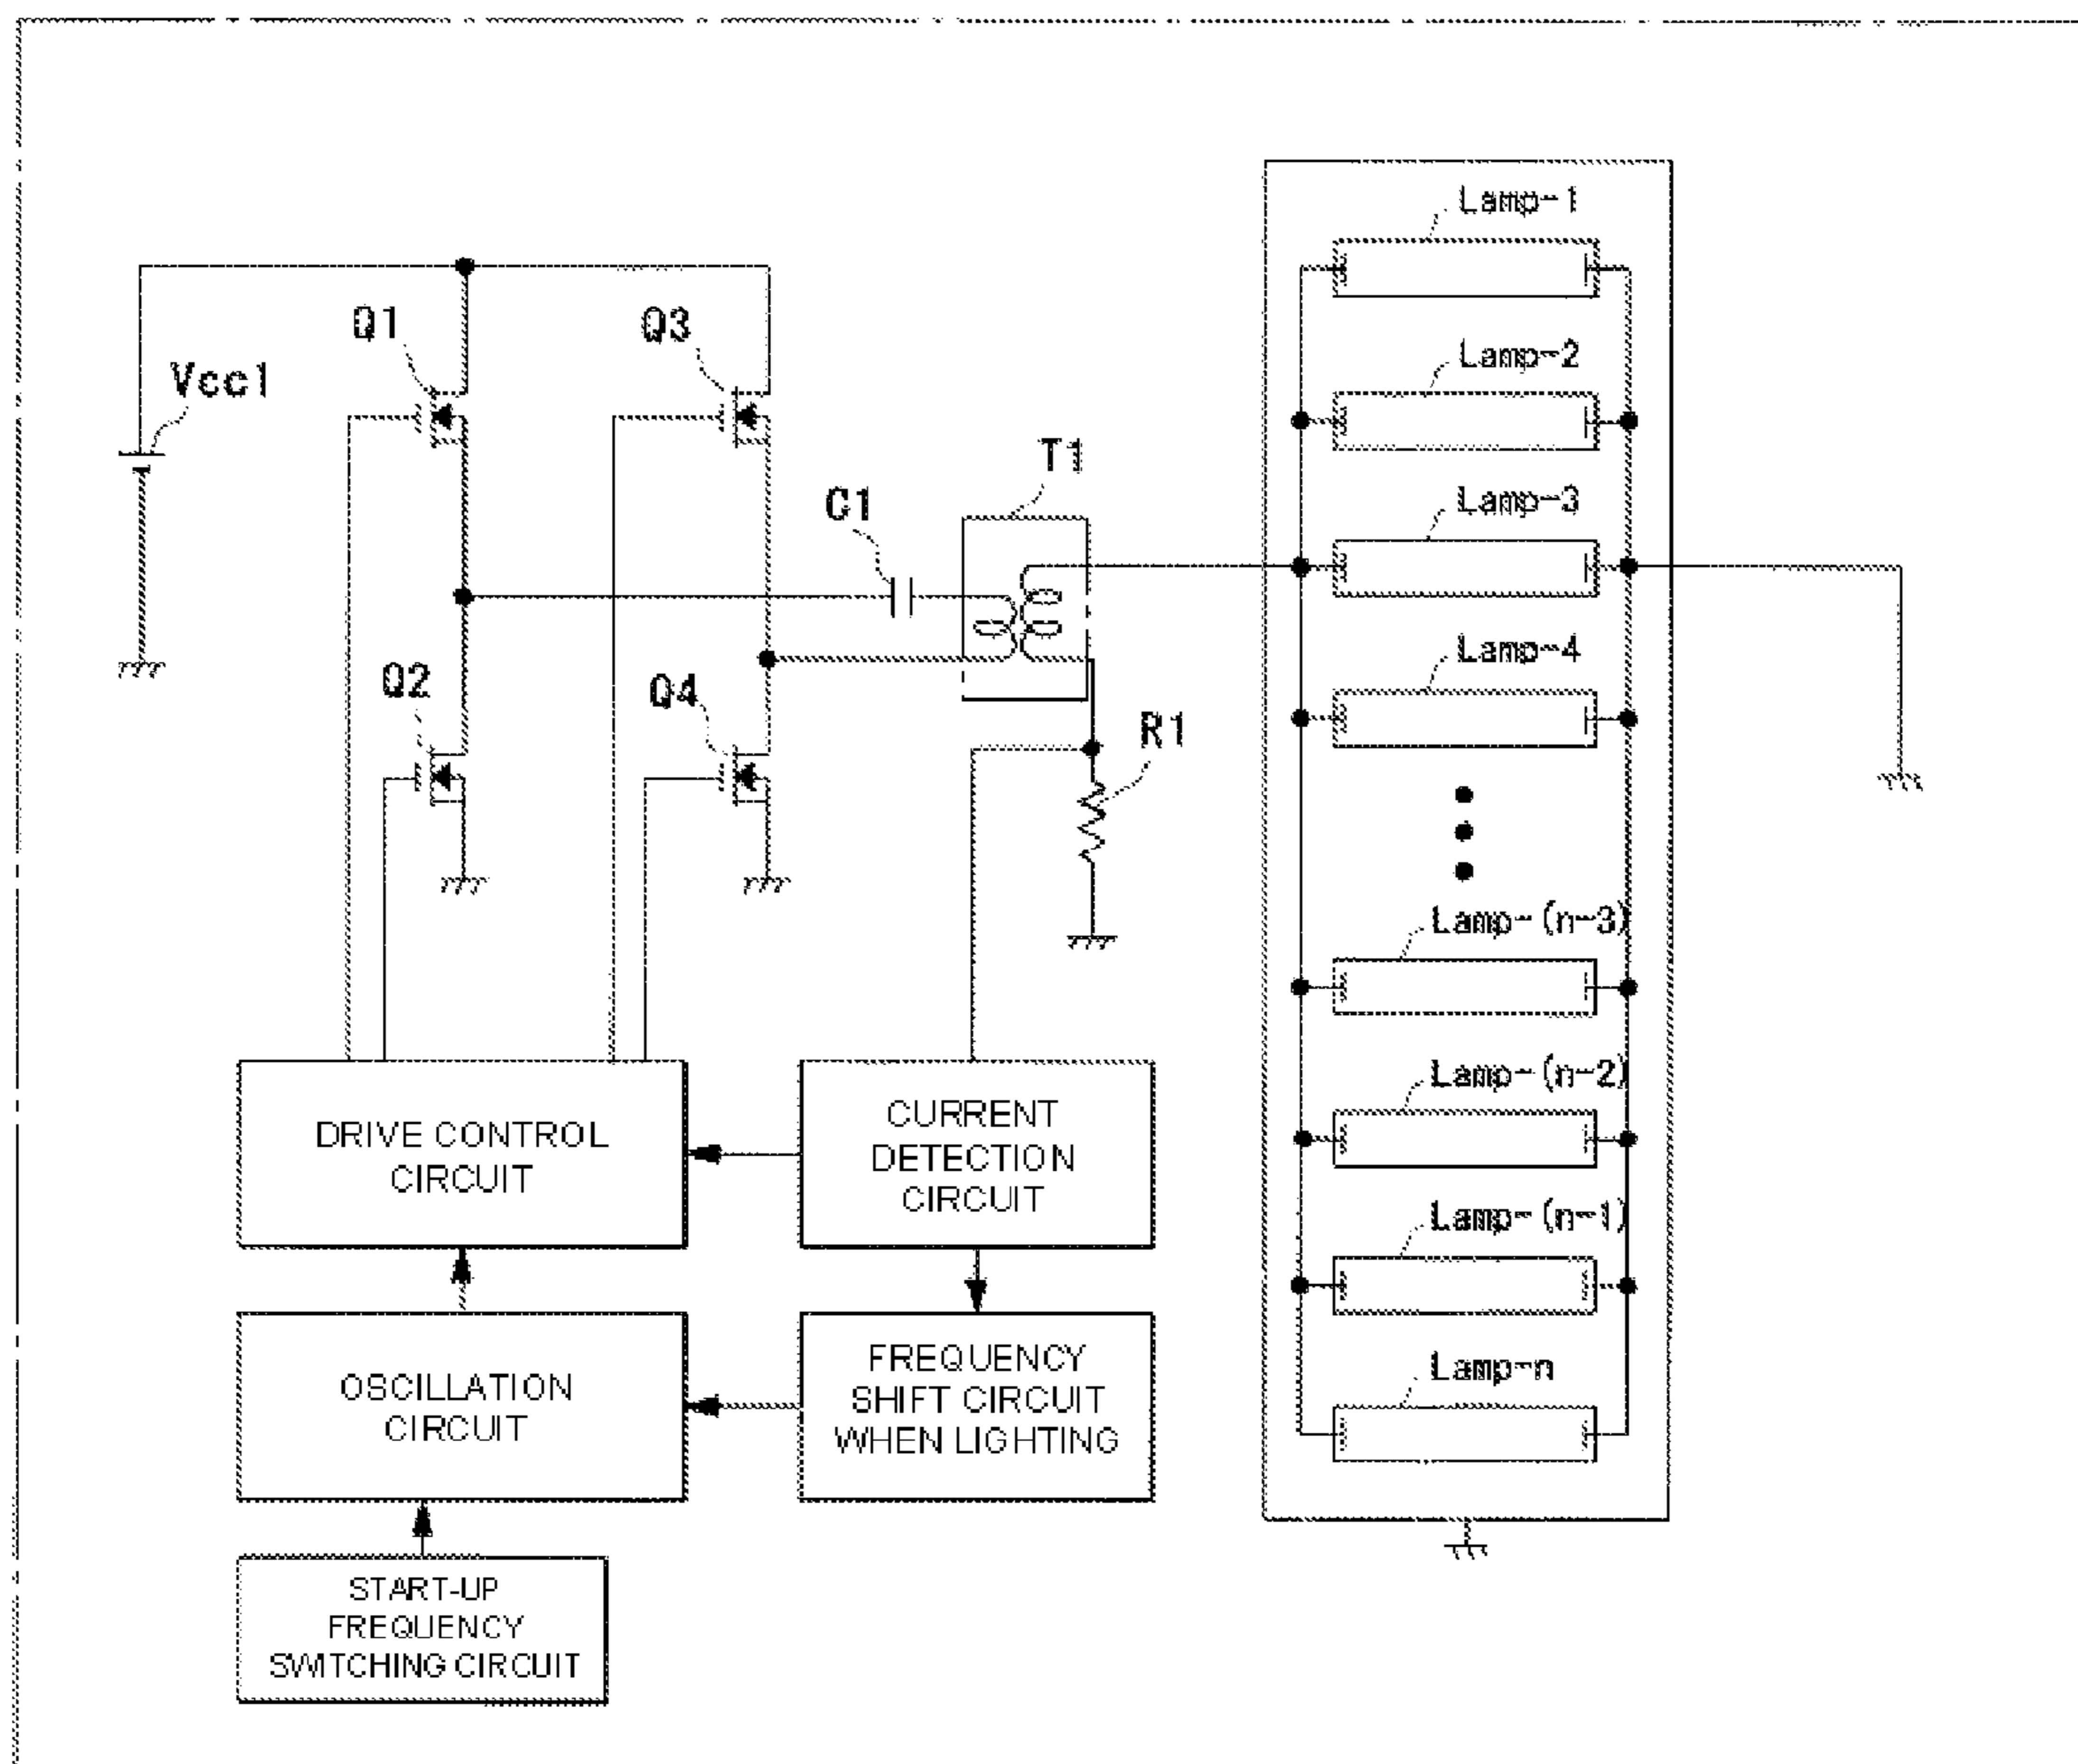 Lamp-1
Q1
Q3
Vcc1
Lamp-2
T1
C1
Lamp-3
Q2
Q4
Lamp-4
R1
Lamp-(n-3)
DRIVE CONTROL
CIRCUIT
CURRENT
DETECTION
CIRCUIT
Lamp-(n-2)
Lamp-(n-1)
OSCILLATION
CIRCUIT
FREQUENCY
SHIFT CIRCUIT
WHEN LIGHTING
Lamp-n
START-UP
FREQUENCY
SWITCHING CIRCUIT